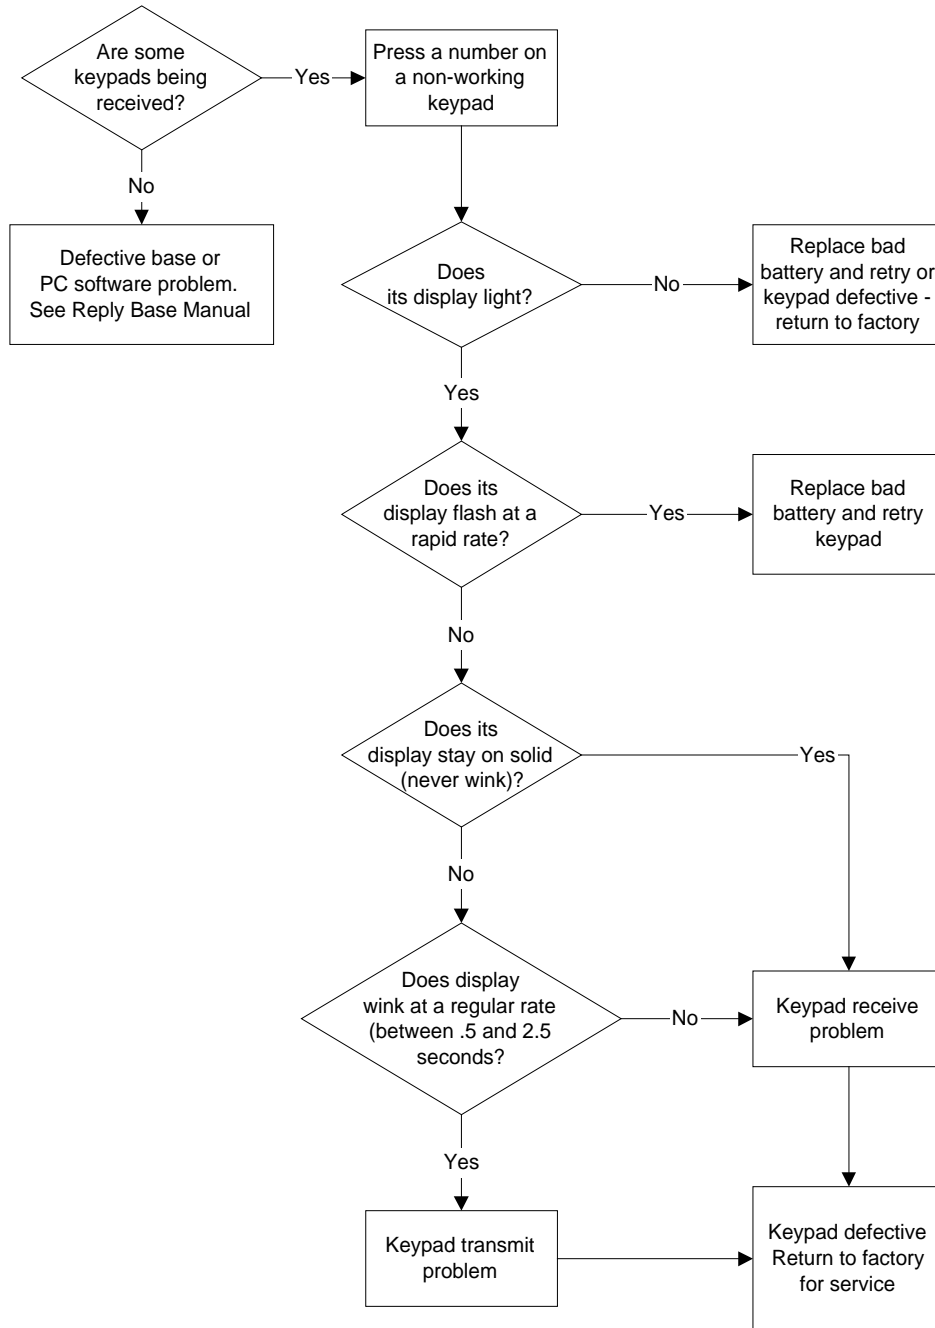 Are some
keypads being
received?
Yes
Press a number on
a non-working
keypad
No
Defective base or
PC software problem.
See Reply Base Manual
Does
its display light?
No
Replace bad
battery and retry or
keypad defective -
return to factory
Yes
Does its
display flash at a
rapid rate?
Yes
Replace bad
battery and retry
keypad
No
Does its
display stay on solid
(never wink)?
Yes
No
Does display
wink at a regular rate
(between .5 and 2.5
seconds?
No
Keypad receive
problem
Yes
Keypad transmit
problem
Keypad defective
Return to factory
for service